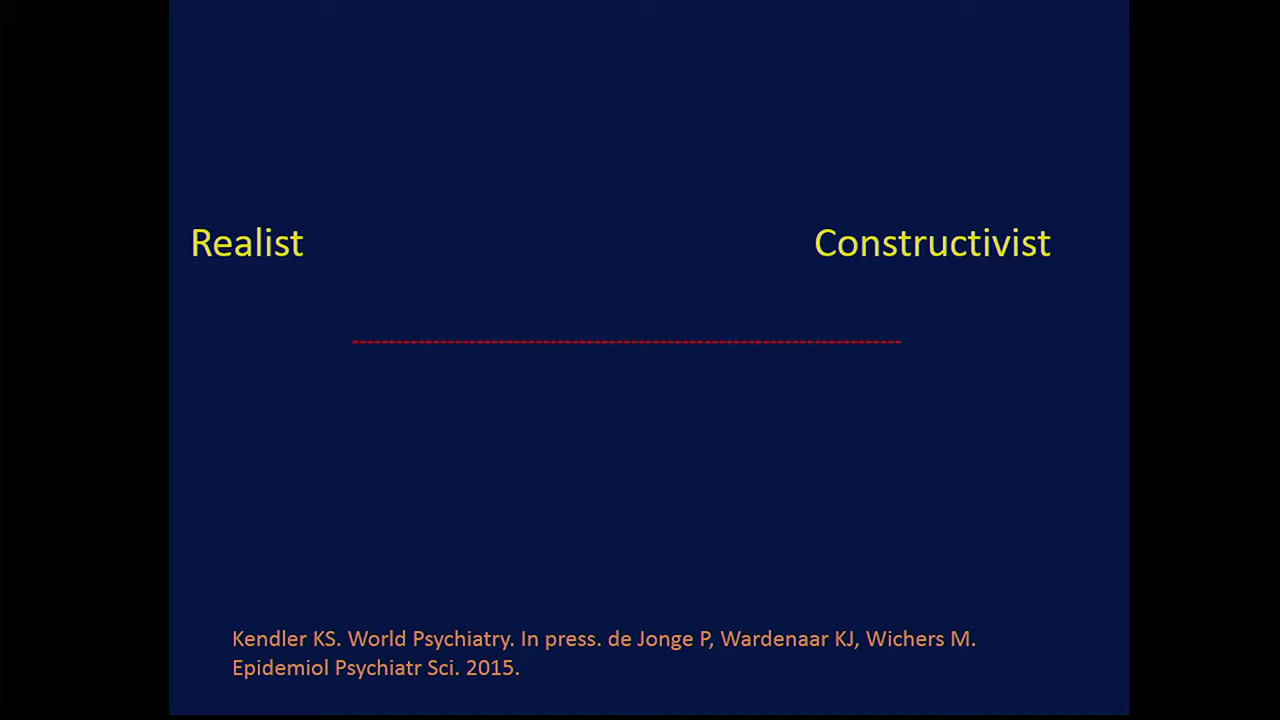 Realist Constructivist
Kendler KS. World Psychiatry. In press. de Jonge P, Wardenaar KJ, Wichers M.
Epidemiol Psychiatr Sci. 2015.